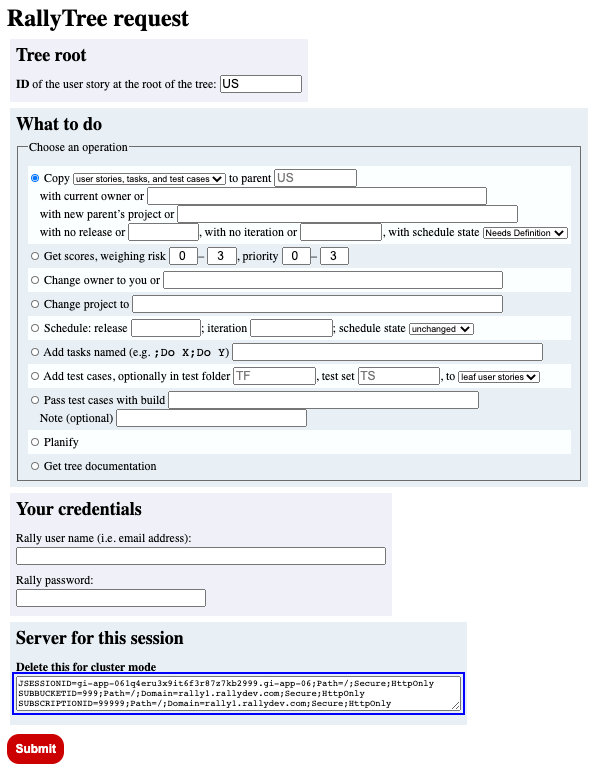 RallyTree request
Tree root
ID of the user story at the root of the tree: US
What to do
Choose an operation
Copy user stories, tasks, and test cases to parent US
with current owner or
with new parent's project or
with no release or , with no iteration or , with schedule state Needs Definition
Get scores, weighing risk 0 – 3 , priority 0 – 3
Change owner to you or
Change project to
Schedule: release ; iteration ; schedule state unchanged
Add tasks named (e.g. ;Do X;Do Y)
Add test cases, optionally in test folder TF , test set TS , to leaf user stories
Pass test cases with build
Note (optional)
Planify
Get tree documentation
Your credentials
Rally user name (i.e. email address):
Rally password:
Server for this session
Delete this for cluster mode
JSESSIONID=gi-app-061q4eru3x9it6f3r87z7kb2999.gi-app-06;Path=/;Secure;HttpOnly
SUBBUCKETID=999;Path=/;Domain=rally1.rallydev.com;Secure;HttpOnly
SUBSCRIPTIONID=99999;Path=/;Domain=rally1.rallydev.com;Secure;HttpOnly
Submit